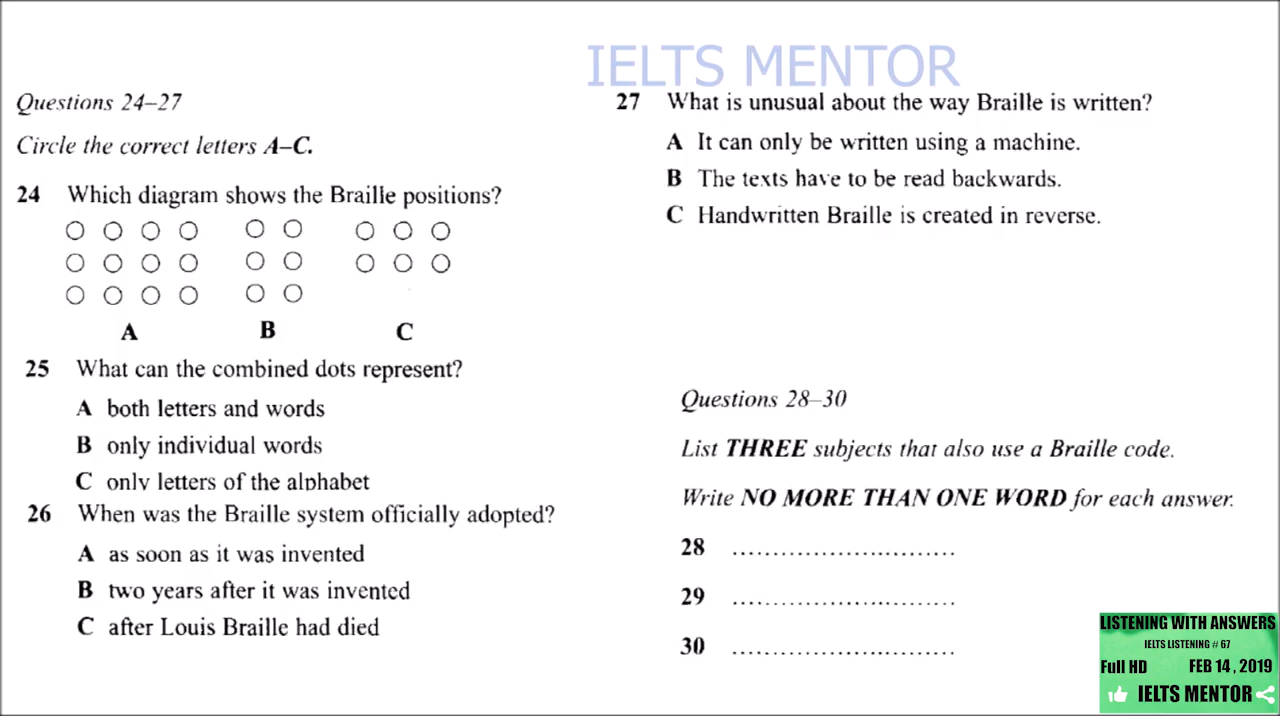 IELTS MENTOR
Questions 24–27
Circle the correct letters A–C.
24 Which diagram shows the Braille positions?
A B C
25 What can the combined dots represent?
A both letters and words
B only individual words
C only letters of the alphabet
26 When was the Braille system officially adopted?
A as soon as it was invented
B two years after it was invented
C after Louis Braille had died
27 What is unusual about the way Braille is written?
A It can only be written using a machine.
B The texts have to be read backwards.
C Handwritten Braille is created in reverse.
Questions 28–30
List THREE subjects that also use a Braille code.
Write NO MORE THAN ONE WORD for each answer.
28 ............................
29 ............................
30 ............................
LISTENING WITH ANSWERS
IELTS LISTENING # 67
Full HD FEB 14 , 2019
IELTS MENTOR